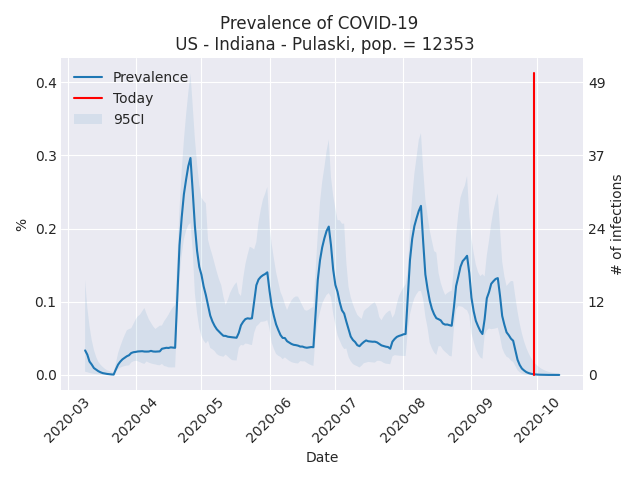 Prevalence of COVID-19
US - Indiana - Pulaski, pop. = 12353
Prevalence
Today
95CI
0.4
0.3
0.2
0.1
0.0
%
49
37
24
12
0
# of infections
2020-03
2020-04
2020-05
2020-06
2020-07
2020-08
2020-09
2020-10
Date